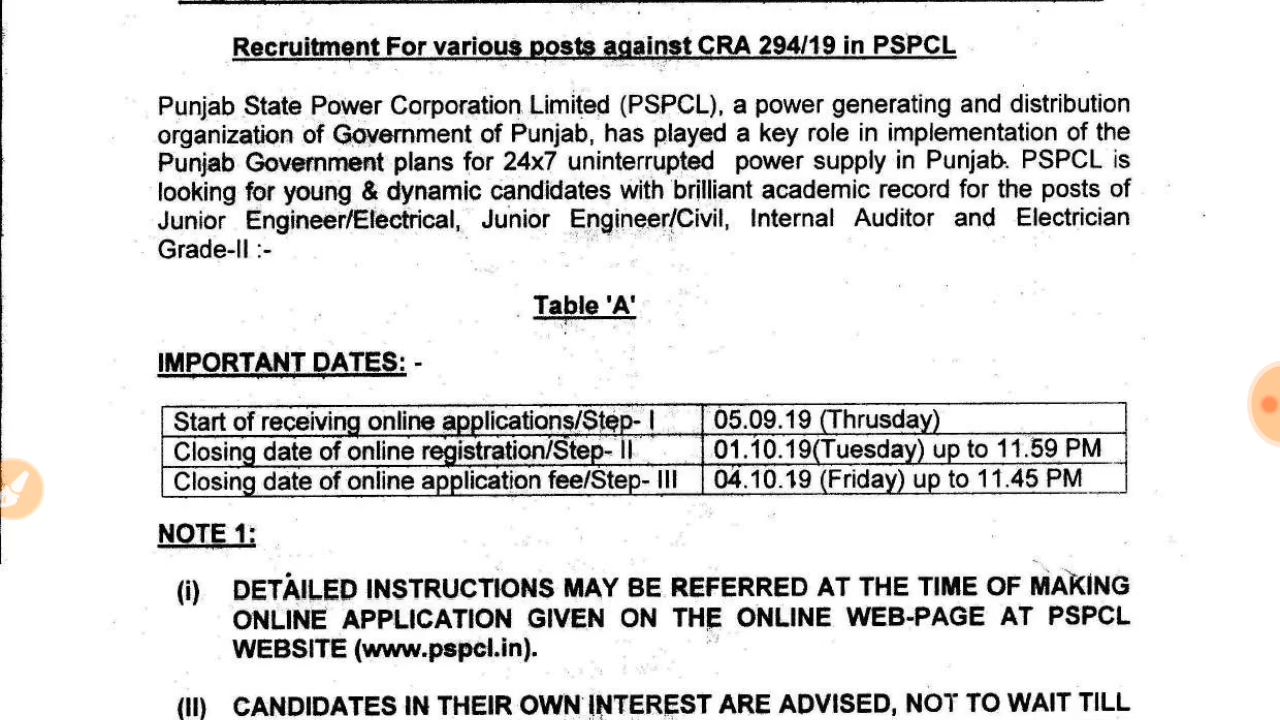 Recruitment For various posts against CRA 294/19 in PSPCL
Punjab State Power Corporation Limited (PSPCL), a power generating and distribution
organization of Government of Punjab, has played a key role in implementation of the
Punjab Government plans for 24x7 uninterrupted power supply in Punjab. PSPCL is
looking for young & dynamic candidates with brilliant academic record for the posts of
Junior Engineer/Electrical, Junior Engineer/Civil, Internal Auditor and Electrician
Grade-II :-
Table 'A'
IMPORTANT DATES: -
Start of receiving online applications/Step- I 05.09.19 (Thrusday)
Closing date of online registration/Step- II 01.10.19(Tuesday) up to 11.59 PM
Closing date of online application fee/Step- III 04.10.19 (Friday) up to 11.45 PM
NOTE 1:
(i) DETAILED INSTRUCTIONS MAY BE REFERRED AT THE TIME OF MAKING
ONLINE APPLICATION GIVEN ON THE ONLINE WEB-PAGE AT PSPCL
WEBSITE (www.pspcl.in).
(II) CANDIDATES IN THEIR OWN INTEREST ARE ADVISED, NOT TO WAIT TILL